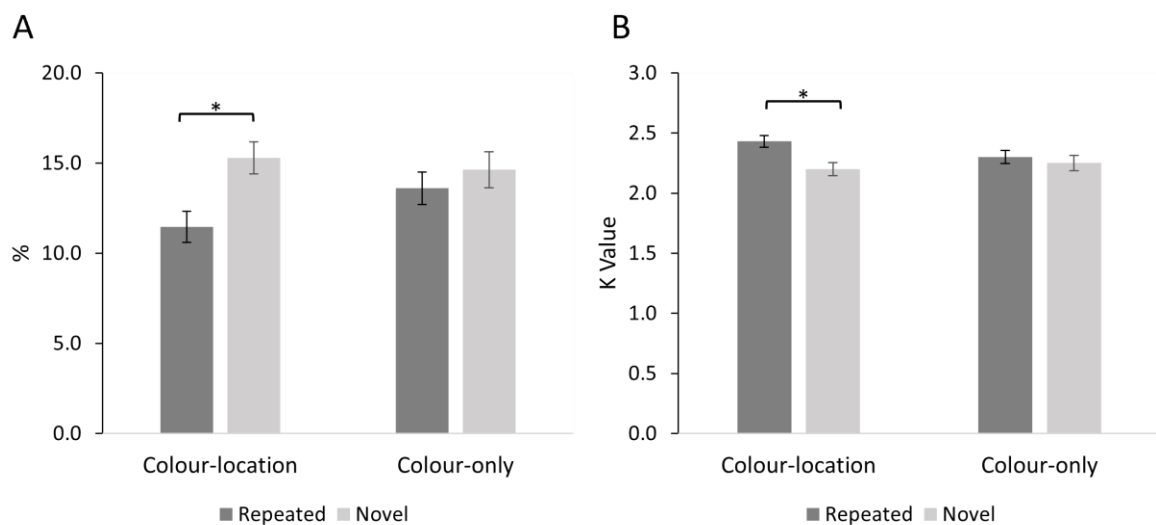 A
20.0
15.0
10.0
5.0
0.0
%
*
Colour-location Colour-only
Repeated Novel
B
3.0
2.5
2.0
1.5
1.0
0.5
0.0
K Value
*
Colour-location Colour-only
Repeated Novel